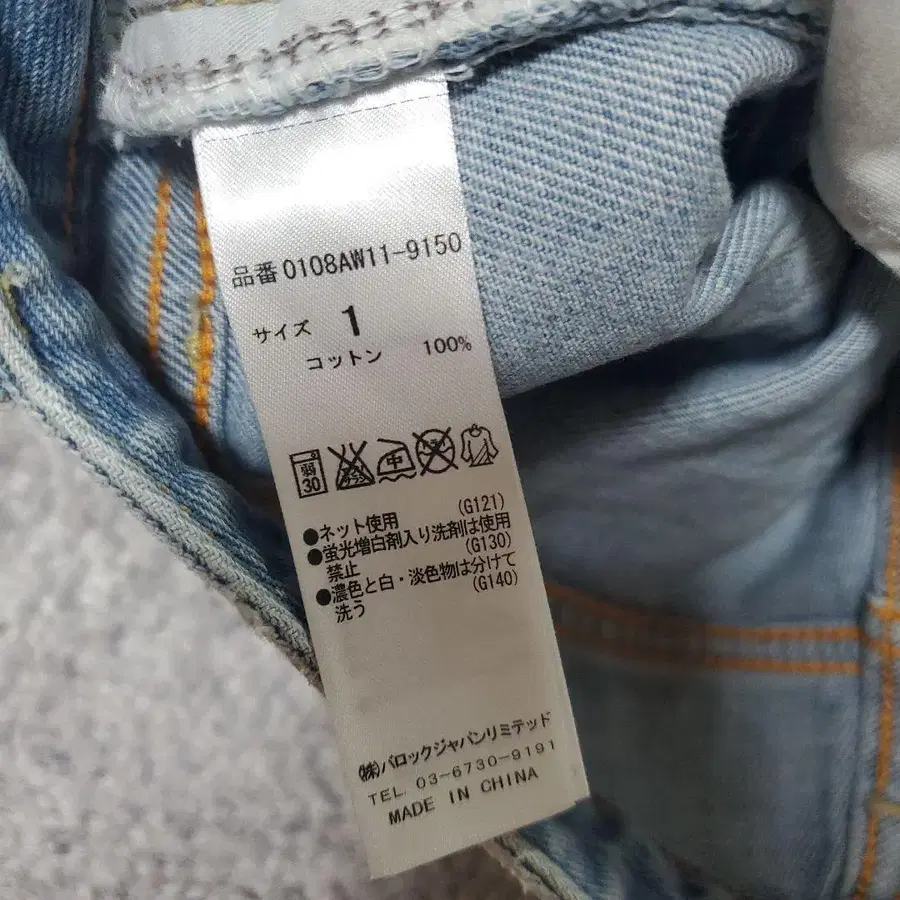 品番 0108AW11-9150
サイズ 1
コットン 100%
弱
30
中
●ネット使用 (G121)
●蛍光増白剤入り洗剤は使用
禁止 (G130)
●濃色と白・淡色物は分けて
洗う (G140)
(株)バロックジャパンリミテッド
TEL. 03-6730-9191
MADE IN CHINA